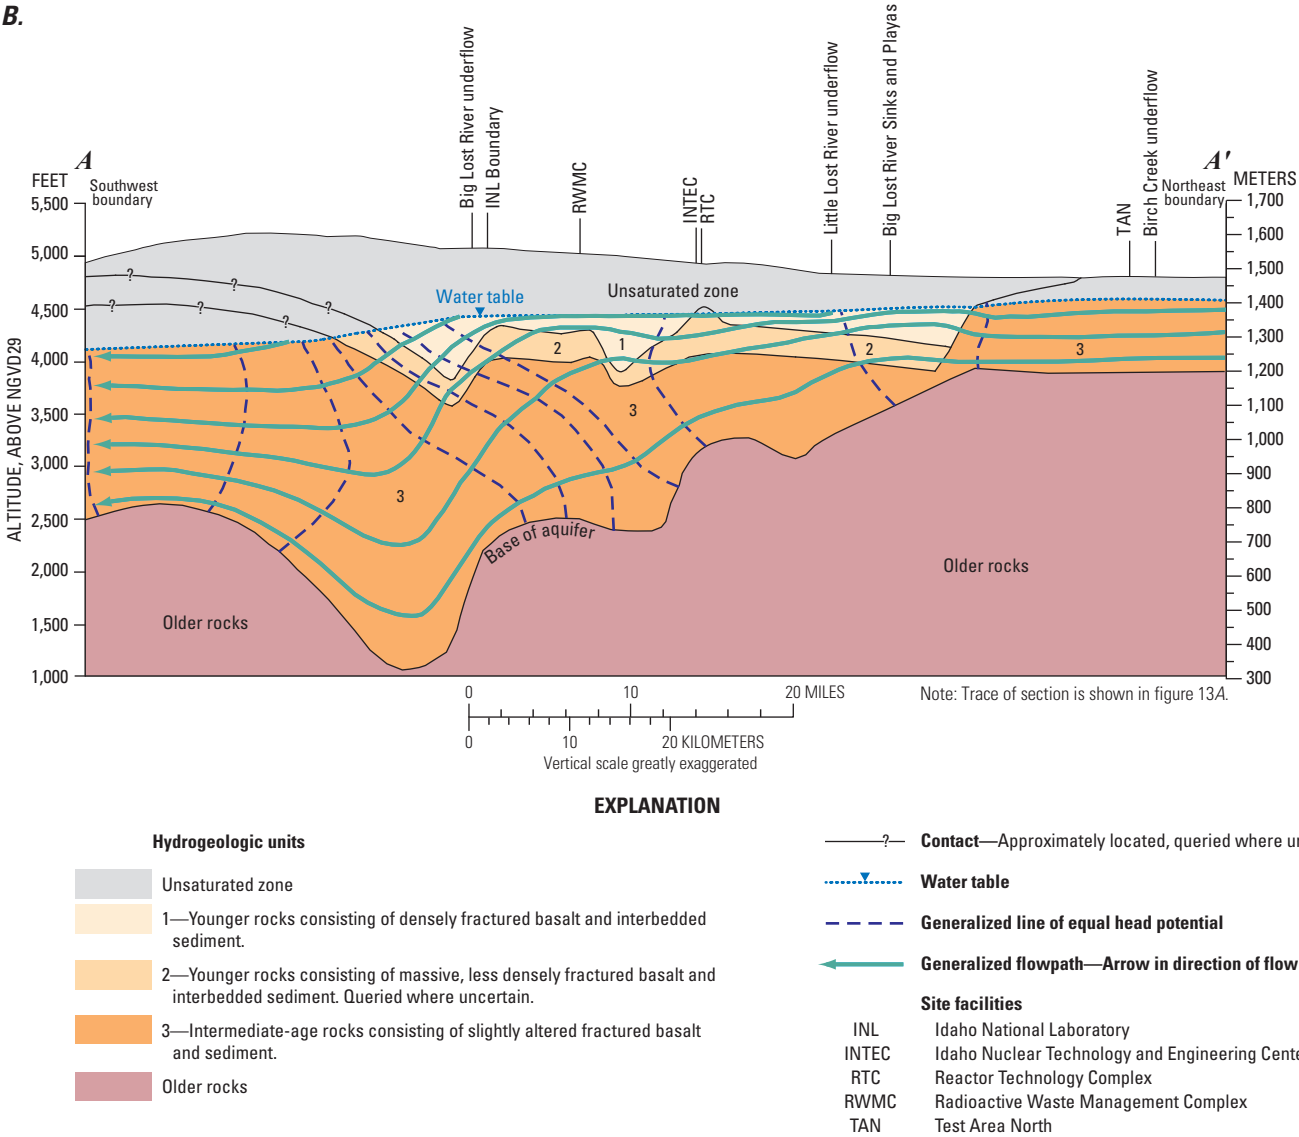 B.
Big Lost River underflow
INL Boundary
RWMC
INTEC
RTC
Little Lost River underflow
Big Lost River Sinks and Playas
TAN
Birch Creek underflow
A
A'
FEET
Southwest
boundary
Northeast
boundary
METERS
5,500
5,000
4,500
4,000
3,500
3,000
2,500
2,000
1,500
1,000
ALTITUDE, ABOVE NGVD29
1,700
1,600
1,500
1,400
1,300
1,200
1,100
1,000
900
800
700
600
500
400
300
?
?
?
?
?
?
Water table
Unsaturated zone
1
2
2
3
3
3
Base of aquifer
Older rocks
Older rocks
0 10 20 MILES
0 10 20 KILOMETERS
Vertical scale greatly exaggerated
Note: Trace of section is shown in figure 13A.
EXPLANATION
Hydrogeologic units
Unsaturated zone
1—Younger rocks consisting of densely fractured basalt and interbedded
sediment.
2—Younger rocks consisting of massive, less densely fractured basalt and
interbedded sediment. Queried where uncertain.
3—Intermediate-age rocks consisting of slightly altered fractured basalt
and sediment.
Older rocks
? Contact—Approximately located, queried where
Water table
Generalized line of equal head potential
Generalized flowpath—Arrow in direction of flow
Site facilities
INL Idaho National Laboratory
INTEC Idaho Nuclear Technology and Engineering
RTC Reactor Technology Complex
RWMC Radioactive Waste Management Complex
TAN Test Area North